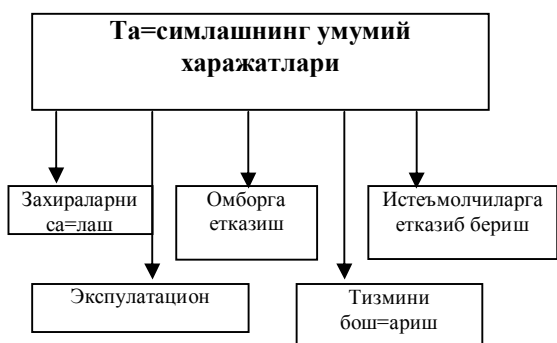 Та=симлашнинг умумий
харажатлари
Захираларни
са=лаш
Омборга
етказиш
Истеъмолчиларга
етказиб бериш
Экспулатацион
Тизмини
бош=ариш